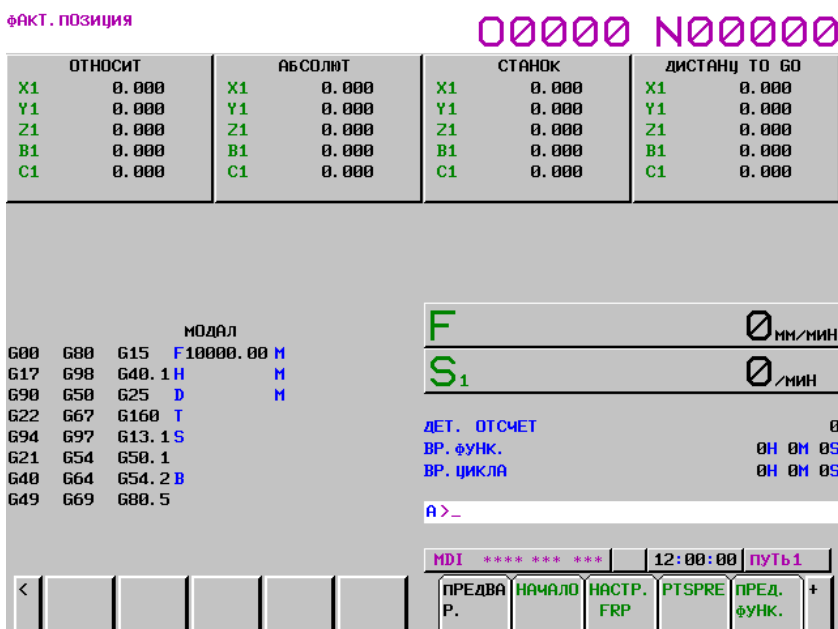 ФАКТ.ПОЗИЦИЯ
O0000 N00000
ОТНОСИТ АБСОЛЮТ СТАНОК ДИСТАНЦ TO GO
X1 0.000 X1 0.000 X1 0.000 X1 0.000
Y1 0.000 Y1 0.000 Y1 0.000 Y1 0.000
Z1 0.000 Z1 0.000 Z1 0.000 Z1 0.000
B1 0.000 B1 0.000 B1 0.000 B1 0.000
C1 0.000 C1 0.000 C1 0.000 C1 0.000
МОДАЛ
G00 G80 G15 F10000.00 M
G17 G98 G40.1 H M
G90 G50 G25 D M
G22 G67 G160 T
G94 G97 G13.1 S
G21 G54 G50.1
G40 G64 G54.2 B
G49 G69 G80.5
F 0 ММ/МИН
S1 0 /МИН
ДЕТ. ОТСЧЕТ 0
ВР.ФУНК. 0H 0M 0S
ВР.ЦИКЛА 0H 0M 0S
A>_
MDI **** *** *** 12:00:00 ПУТЬ1
< ПРЕДВА НАЧАЛО НАСТР. PTSPRE ПРЕД. +
Р. FRP ФУНК.